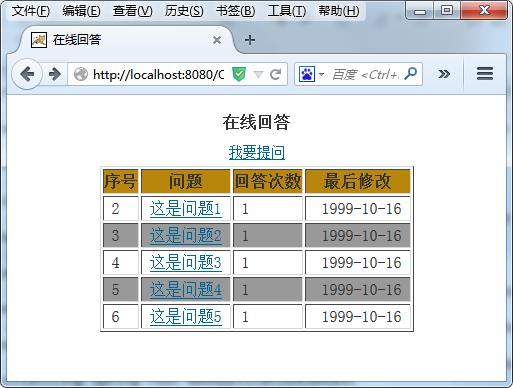 文件(F) 编辑(E) 查看(V) 历史(S) 书签(B) 工具(T) 帮助(H)
在线回答
http://localhost:8080/C 百度 <Ctrl+.
在线回答
我要提问
序号 问题 回答次数 最后修改
2 这是问题1 1 1999-10-16
3 这是问题2 1 1999-10-16
4 这是问题3 1 1999-10-16
5 这是问题4 1 1999-10-16
6 这是问题5 1 1999-10-16